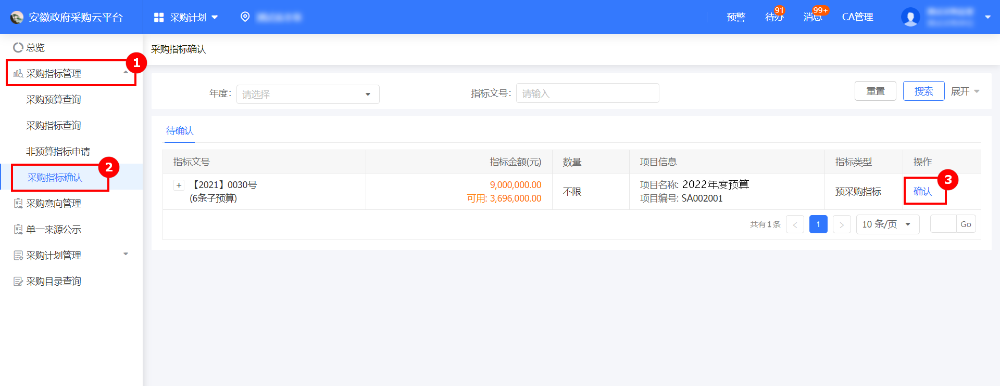 安徽政府采购云平台
采购计划
预警
待办
91
消息
99+
CA管理
总览
采购指标管理
1
采购预算查询
采购指标查询
非预算指标申请
采购指标确认
2
采购意向管理
单一来源公示
采购计划管理
采购目录查询
采购指标确认
年度：
请选择
指标文号：
请输入
重置
搜索
展开
待确认
指标文号
指标金额(元)
数量
项目信息
指标类型
操作
+
【2021】0030号
(6条子预算)
9,000,000.00
可用: 3,696,000.00
不限
项目名称: 2022年度预算
项目编号: SA002001
预采购指标
确认
3
共有1条
<
1
>
10 条/页
Go